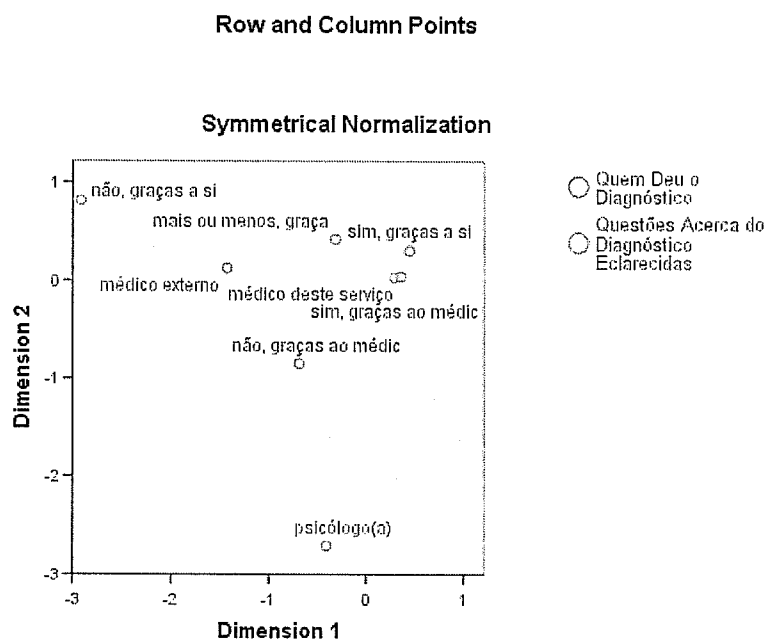 Row and Column Points
Symmetrical Normalization
Quem Deu o
Diagnóstico
Questões Acerca do
Diagnóstico
Eclarecidas
Dimension 2
1
0
-1
-2
-3
não, graças a si
mais ou menos, graça
sim, graças a si
médico externo
médico deste serviço
sim, graças ao médic
não, graças ao médic
psicólogo(a)
-3
-2
-1
0
1
Dimension 1